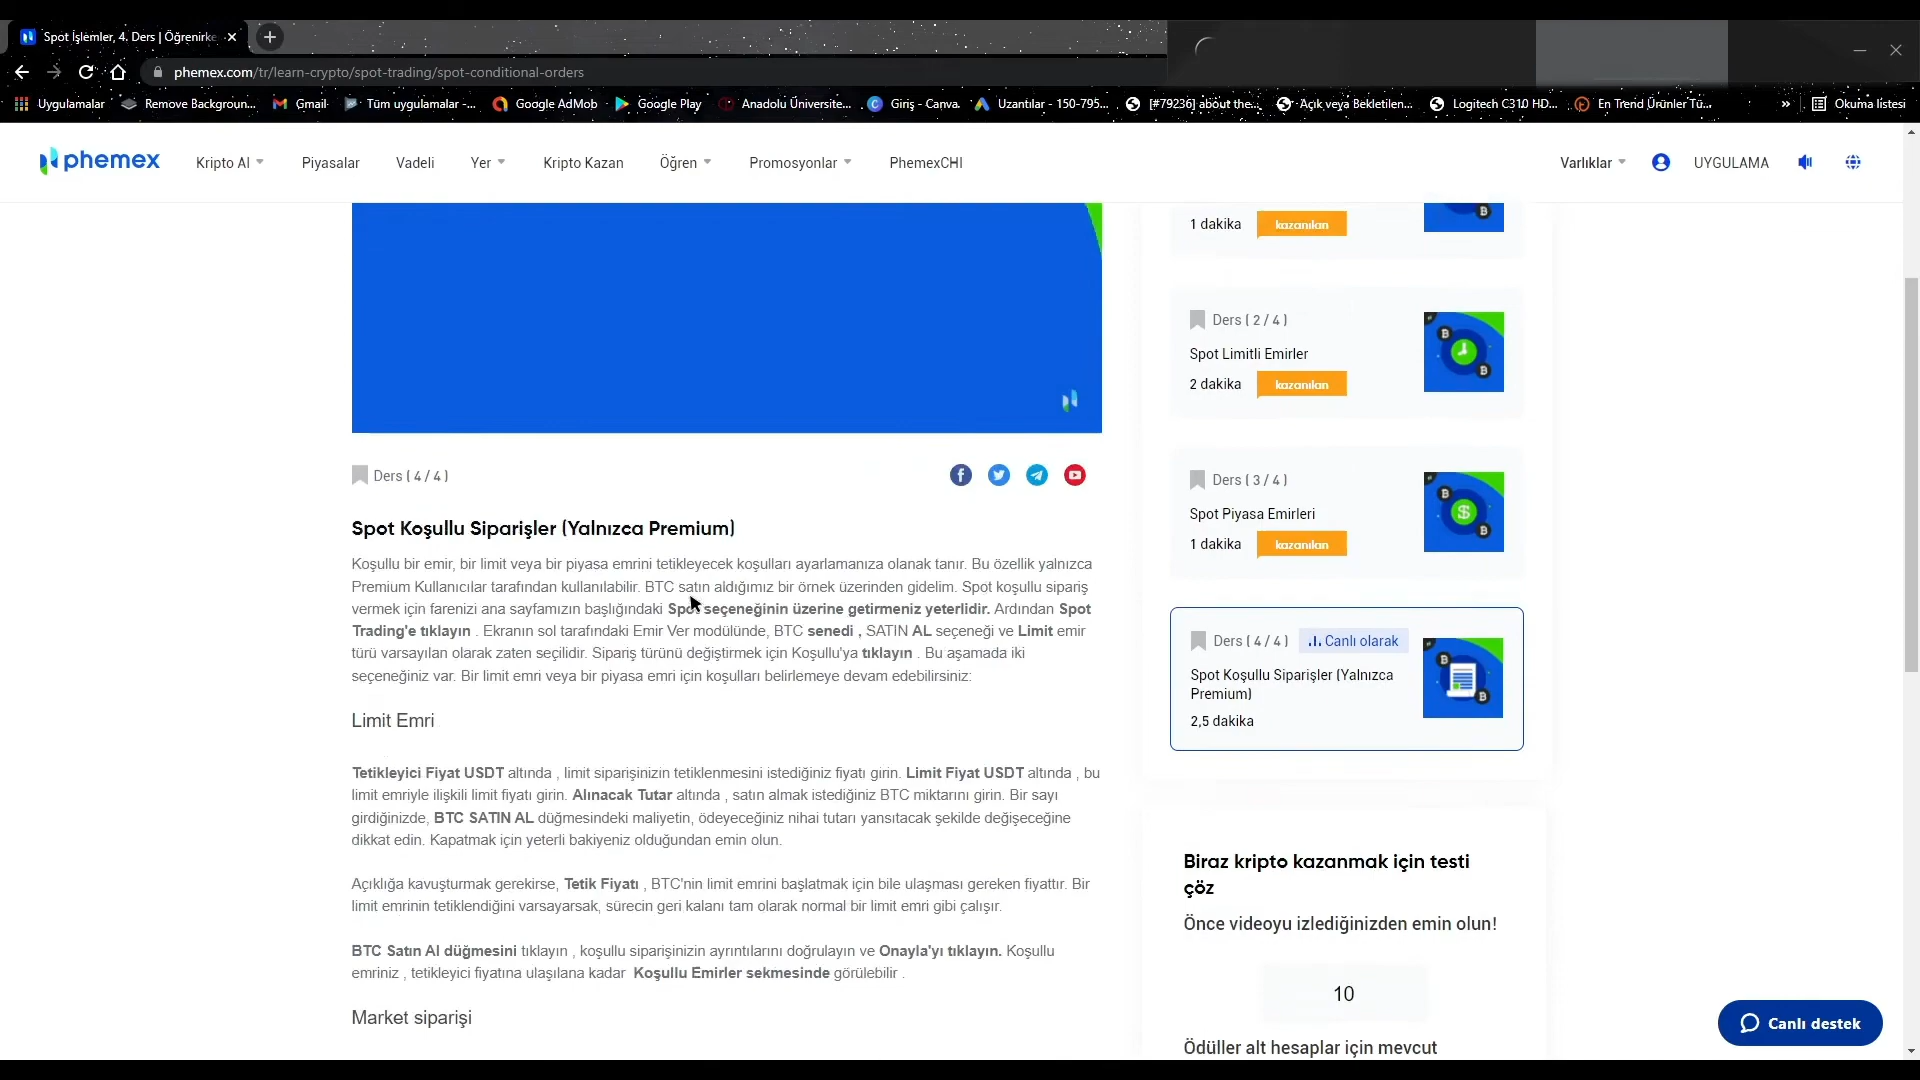 Spot İşlemler, 4. Ders | Öğrenirke
phemex.com/tr/learn-crypto/spot-trading/spot-conditional-orders
Uygulamalar
Remove Backgroun...
Gmail
Tüm uygulamalar -...
Google AdMob
Google Play
Anadolu Üniversite...
Giriş - Canva
Uzantılar - 150-795...
[#79236] about the...
Açık veya Bekletilen...
Logitech C310 HD...
En Trend Ürünler Tü...
»
Okuma listesi
phemex
Kripto Al
Piyasalar
Vadeli
Yer
Kripto Kazan
Öğren
Promosyonlar
PhemexCHI
Varlıklar
UYGULAMA
Ders ( 4 / 4 )
Spot Koşullu Siparişler (Yalnızca Premium)
Koşullu bir emir, bir limit veya bir piyasa emrini tetikleyecek koşulları ayarlamanıza olanak tanır. Bu özellik yalnızca
Premium Kullanıcılar tarafından kullanılabilir. BTC satın aldığımız bir örnek üzerinden gidelim. Spot koşullu sipariş
vermek için farenizi ana sayfamızın başlığındaki Spot seçeneğinin üzerine getirmeniz yeterlidir. Ardından Spot
Trading'e tıklayın . Ekranın sol tarafındaki Emir Ver modülünde, BTC senedi , SATIN AL seçeneği ve Limit emir
türü varsayılan olarak zaten seçilidir. Sipariş türünü değiştirmek için Koşullu'ya tıklayın . Bu aşamada iki
seçeneğiniz var. Bir limit emri veya bir piyasa emri için koşulları belirlemeye devam edebilirsiniz:
Limit Emri
Tetikleyici Fiyat USDT altında , limit siparişinizin tetiklenmesini istediğiniz fiyatı girin. Limit Fiyat USDT altında , bu
limit emriyle ilişkili limit fiyatı girin. Alınacak Tutar altında , satın almak istediğiniz BTC miktarını girin. Bir sayı
girdiğinizde, BTC SATIN AL düğmesindeki maliyetin, ödeyeceğiniz nihai tutarı yansıtacak şekilde değişeceğine
dikkat edin. Kapatmak için yeterli bakiyeniz olduğundan emin olun.
Açıklığa kavuşturmak gerekirse, Tetik Fiyatı , BTC'nin limit emrini başlatmak için bile ulaşması gereken fiyattır. Bir
limit emrinin tetiklendiğini varsayarsak, sürecin geri kalanı tam olarak normal bir limit emri gibi çalışır.
BTC Satın Al düğmesini tıklayın , koşullu siparişinizin ayrıntılarını doğrulayın ve Onayla'yı tıklayın. Koşullu
emriniz , tetikleyici fiyatına ulaşılana kadar Koşullu Emirler sekmesinde görülebilir .
Market siparişi
1 dakika
kazanılan
Ders ( 2 / 4 )
Spot Limitli Emirler
2 dakika
kazanılan
Ders ( 3 / 4 )
Spot Piyasa Emirleri
1 dakika
kazanılan
Ders ( 4 / 4 )
Canlı olarak
Spot Koşullu Siparişler (Yalnızca
Premium)
2,5 dakika
Biraz kripto kazanmak için testi
çöz
Önce videoyu izlediğinizden emin olun!
10
Ödüller alt hesaplar için mevcut
Canlı destek